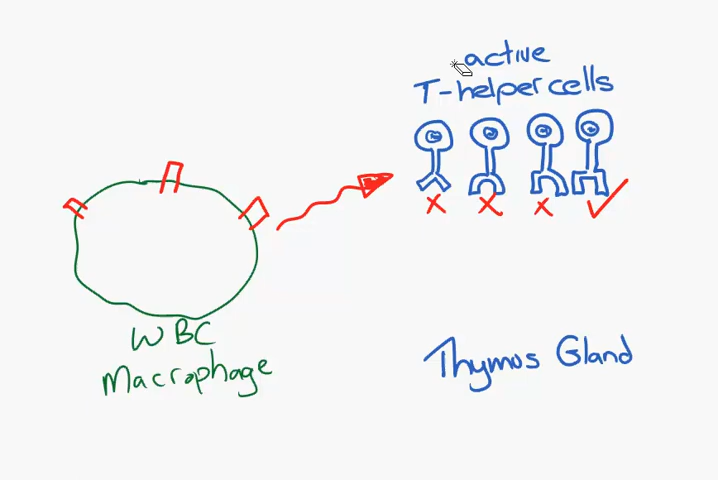 active
T-helper cells
WBC
Macrophage
Thymus Gland